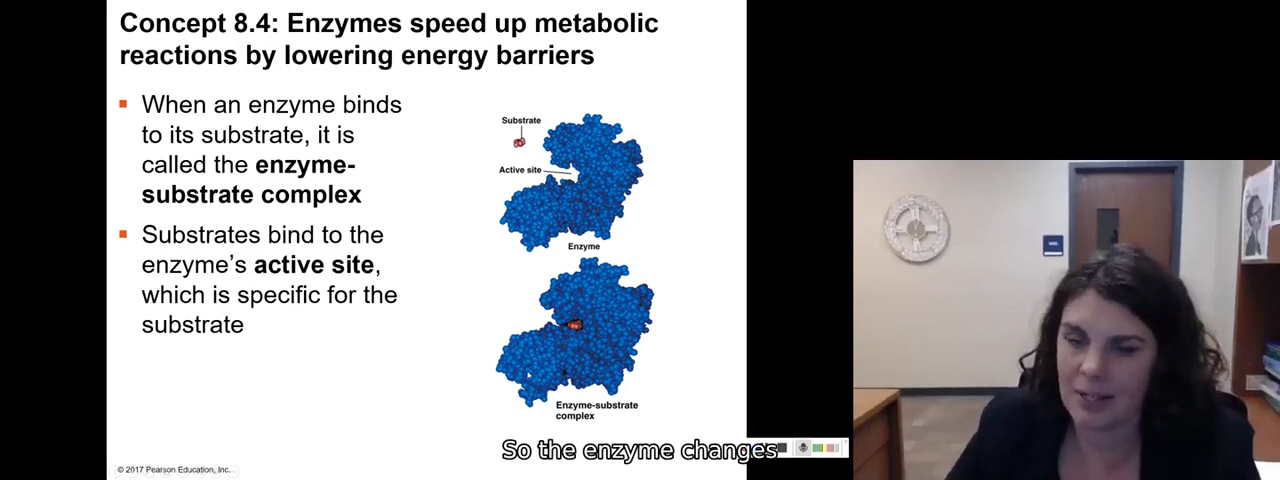 Concept 8.4: Enzymes speed up metabolic
reactions by lowering energy barriers
▪ When an enzyme binds
to its substrate, it is
called the enzyme-
substrate complex
▪ Substrates bind to the
enzyme’s active site,
which is specific for the
substrate
Substrate
Active site
Enzyme
Enzyme-substrate
complex
So the enzyme changes
© 2017 Pearson Education, Inc.